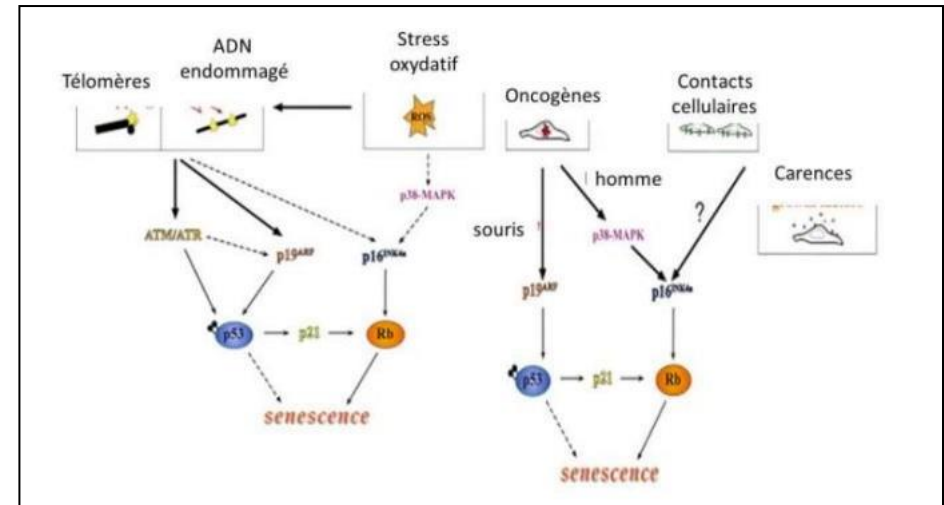 Télomères
ADN
endommagé
Stress
oxydatif
Oncogènes
Contacts
cellulaires
Carences
ROS
p38-MAPK
homme
souris
?
p38-MAPK
ATM/ATR
p19ARF
p16INK4a
p19ARF
p16INK4a
p53
p21
Rb
p53
p21
Rb
senescence
senescence